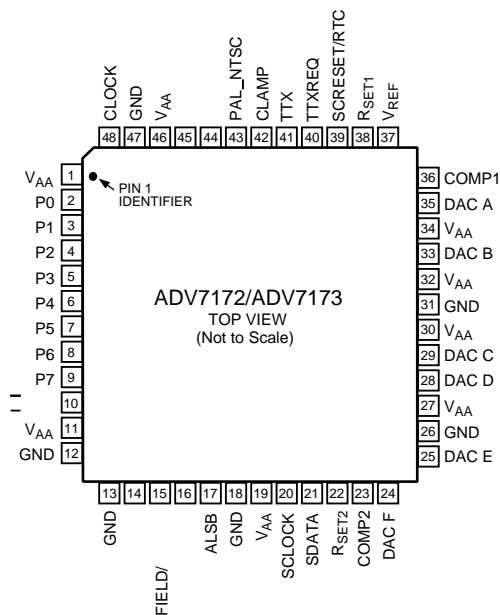 CLOCK
GND
VAA
PAL_NTSC
CLAMP
TTX
TTXREQ
SCRESET/RTC
RSET1
VREF
48 47 46 45 44 43 42 41 40 39 38 37
VAA 1
P0 2
P1 3
P2 4
P3 5
P4 6
P5 7
P6 8
P7 9
10
VAA 11
GND 12
PIN 1
IDENTIFIER
ADV7172/ADV7173
TOP VIEW
(Not to Scale)
36 COMP1
35 DAC A
34 VAA
33 DAC B
32 VAA
31 GND
30 VAA
29 DAC C
28 DAC D
27 VAA
26 GND
25 DAC E
13 14 15 16 17 18 19 20 21 22 23 24
GND
FIELD/
ALSB
GND
VAA
SCLOCK
SDATA
RSET2
COMP2
DAC F